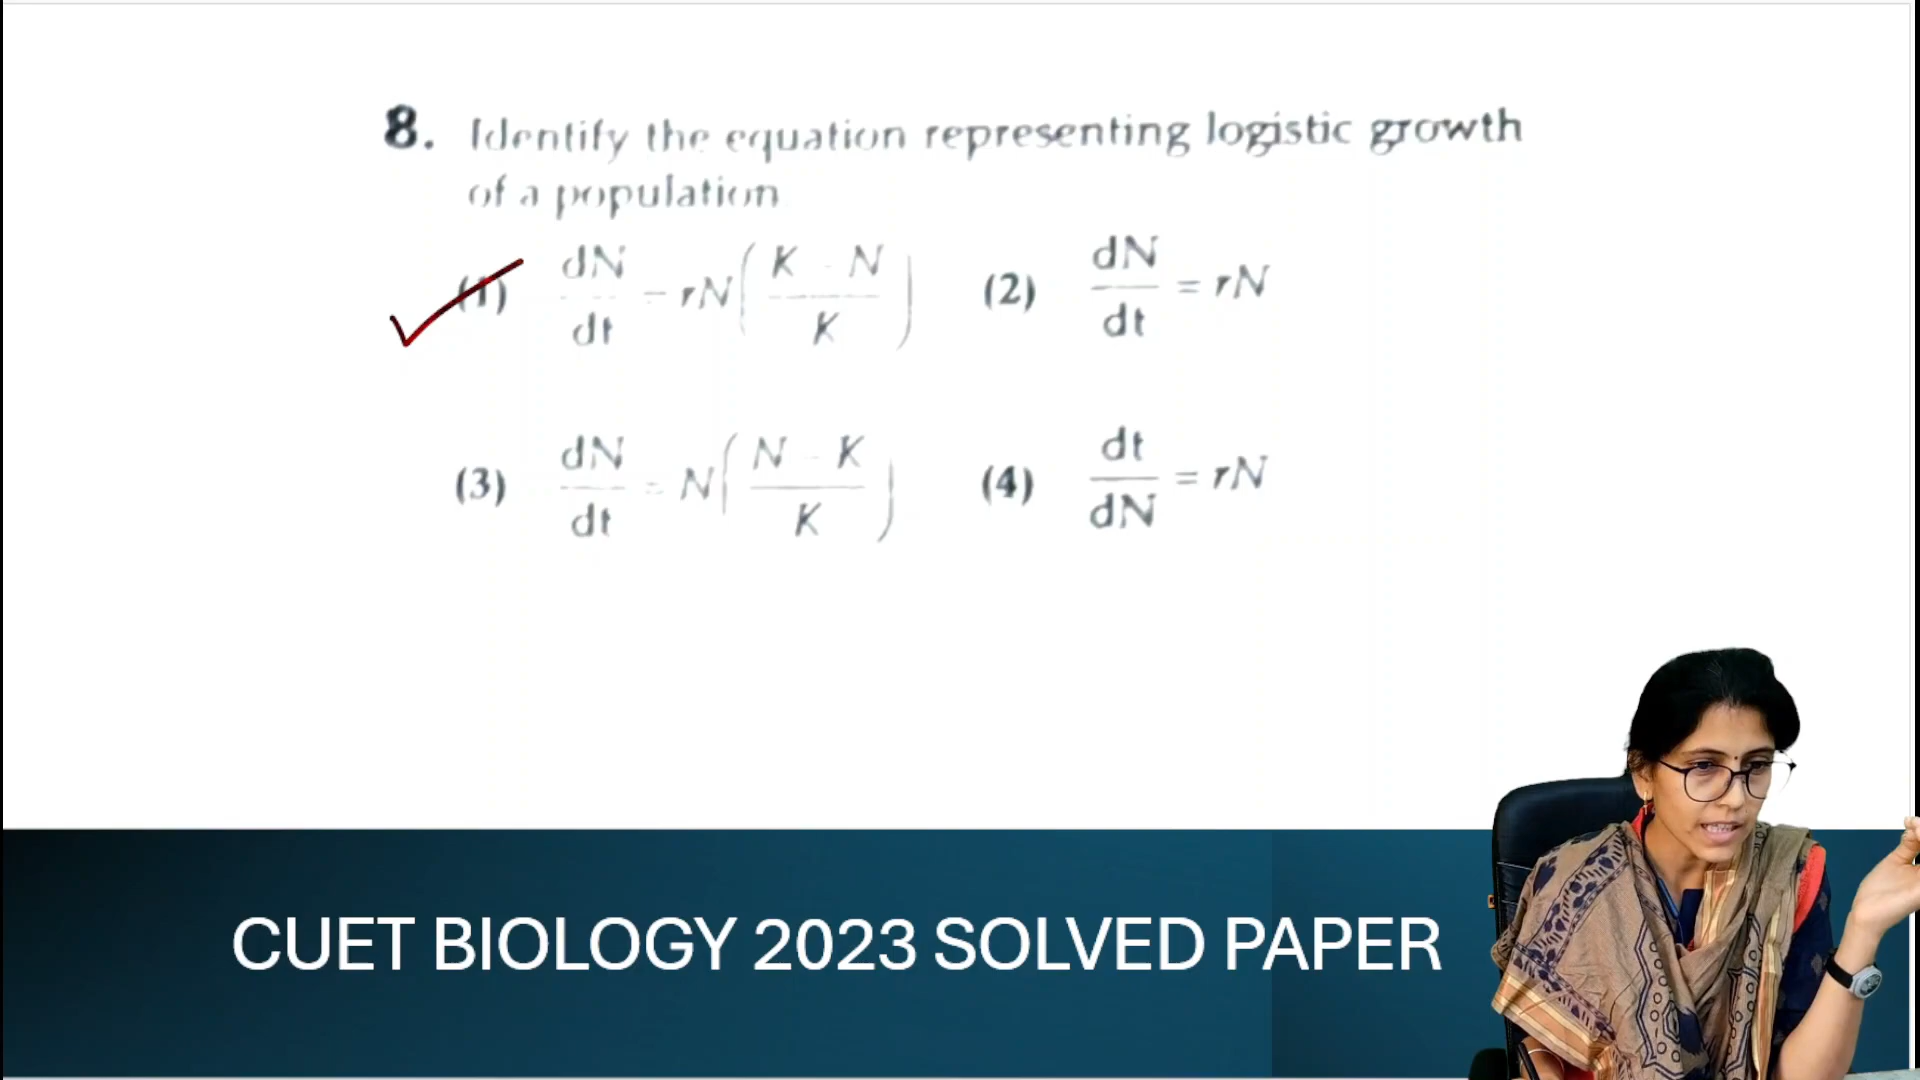 8. Identify the equation representing logistic growth
of a population
(1) dN/dt = rN(K - N/K) (2) dN/dt = rN
(3) dN/dt = N(N - K/K) (4) dt/dN = rN
CUET BIOLOGY 2023 SOLVED PAPER